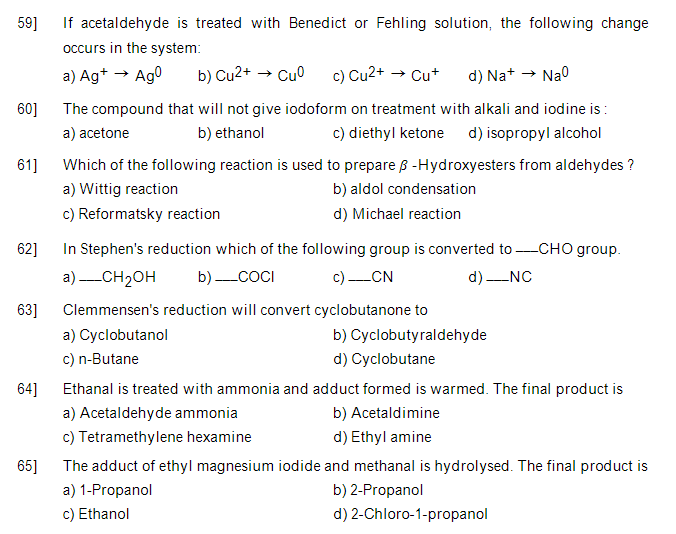 59] If acetaldehyde is treated with Benedict or Fehling solution, the following change
occurs in the system:
a) Ag+ → Ag0 b) Cu2+ → Cu0 c) Cu2+ → Cu+ d) Na+ → Na0
60] The compound that will not give iodoform on treatment with alkali and iodine is :
a) acetone b) ethanol c) diethyl ketone d) isopropyl alcohol
61] Which of the following reaction is used to prepare β -Hydroxyesters from aldehydes ?
a) Wittig reaction b) aldol condensation
c) Reformatsky reaction d) Michael reaction
62] In Stephen's reduction which of the following group is converted to —CHO group.
a) —CH2OH b) —COCl c) —CN d) —NC
63] Clemmensen's reduction will convert cyclobutanone to
a) Cyclobutanol b) Cyclobutyraldehyde
c) n-Butane d) Cyclobutane
64] Ethanal is treated with ammonia and adduct formed is warmed. The final product is
a) Acetaldehyde ammonia b) Acetaldimine
c) Tetramethylene hexamine d) Ethyl amine
65] The adduct of ethyl magnesium iodide and methanal is hydrolysed. The final product is
a) 1-Propanol b) 2-Propanol
c) Ethanol d) 2-Chloro-1-propanol